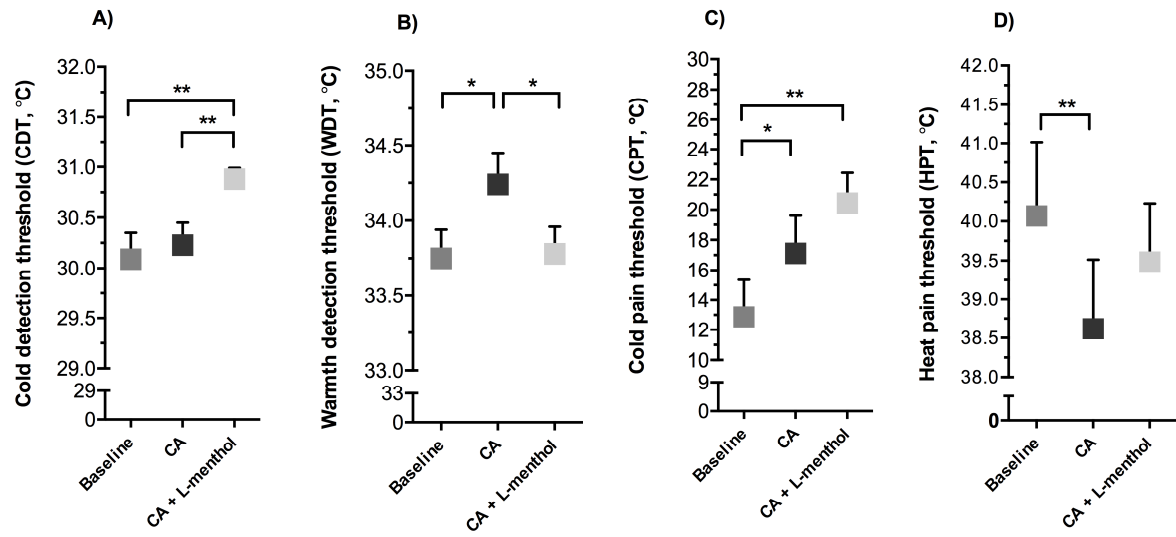 A)
Cold detection threshold (CDT, °C)
32.0
31.5
31.0
30.5
30.0
29.5
29.0
29
0
**
**
Baseline
CA
CA + L-menthol
B)
Warmth detection threshold (WDT, °C)
35.0
34.5
34.0
33.5
33.0
33
0
*
*
Baseline
CA
CA + L-menthol
C)
Cold pain threshold (CPT, °C)
30
28
26
24
22
20
18
16
14
12
10
9
0
**
*
Baseline
CA
CA + L-menthol
D)
Heat pain threshold (HPT, °C)
42.0
41.5
41.0
40.5
40.0
39.5
39.0
38.5
38.0
0
**
Baseline
CA
CA + L-menthol